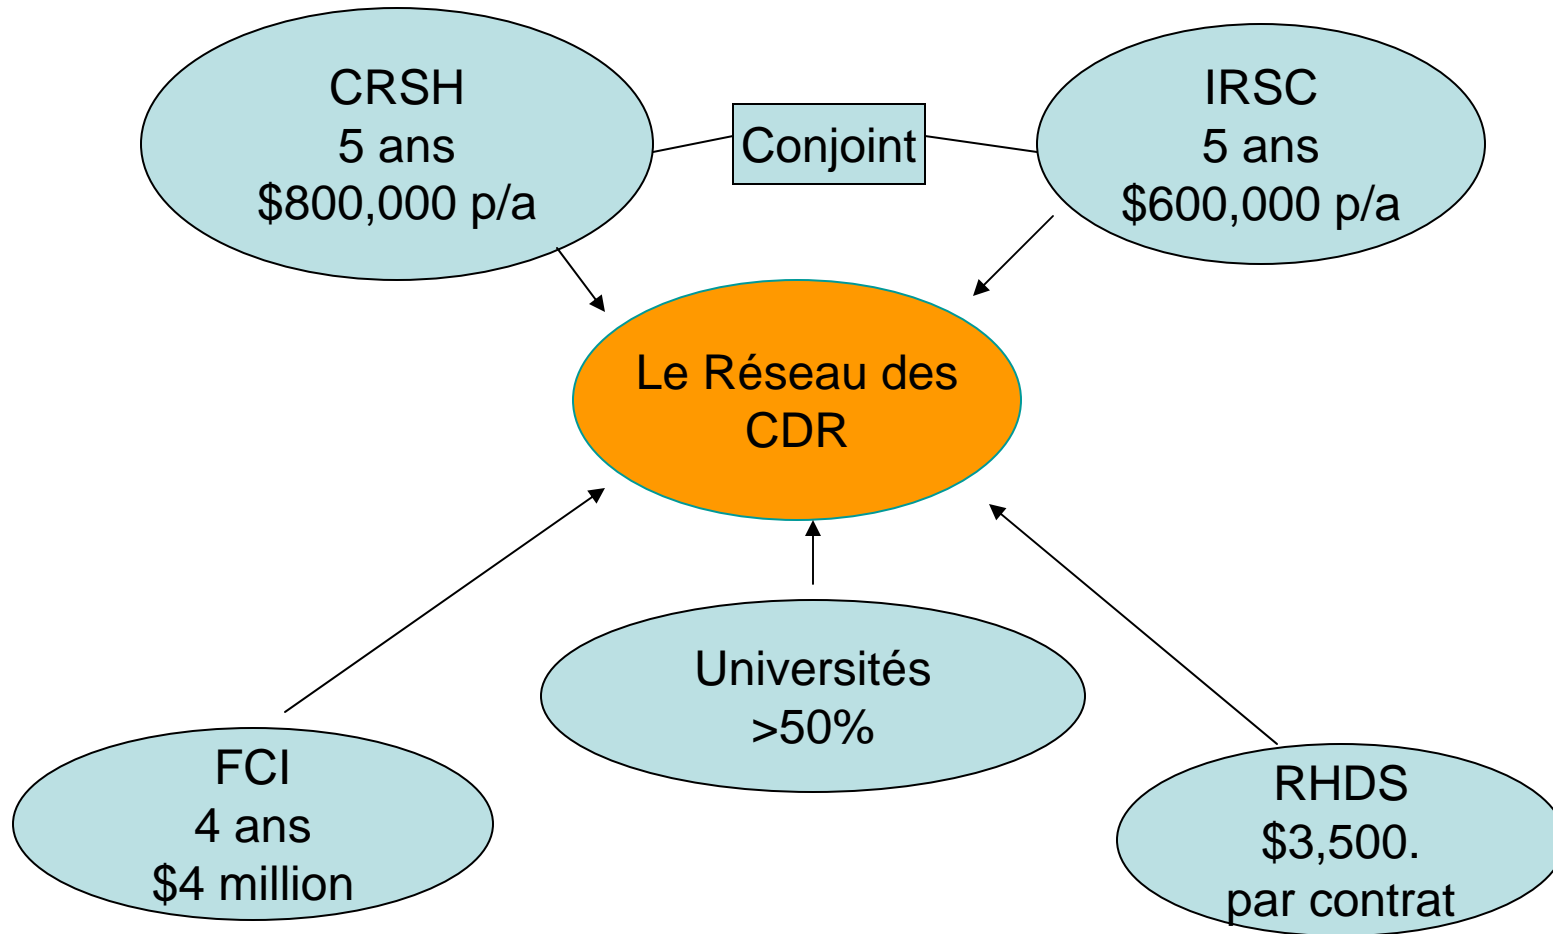 CRSH
5 ans
$800,000 p/a
Conjoint
IRSC
5 ans
$600,000 p/a
Le Réseau des
CDR
Universités
>50%
FCI
4 ans
$4 million
RHDS
$3,500.
par contrat